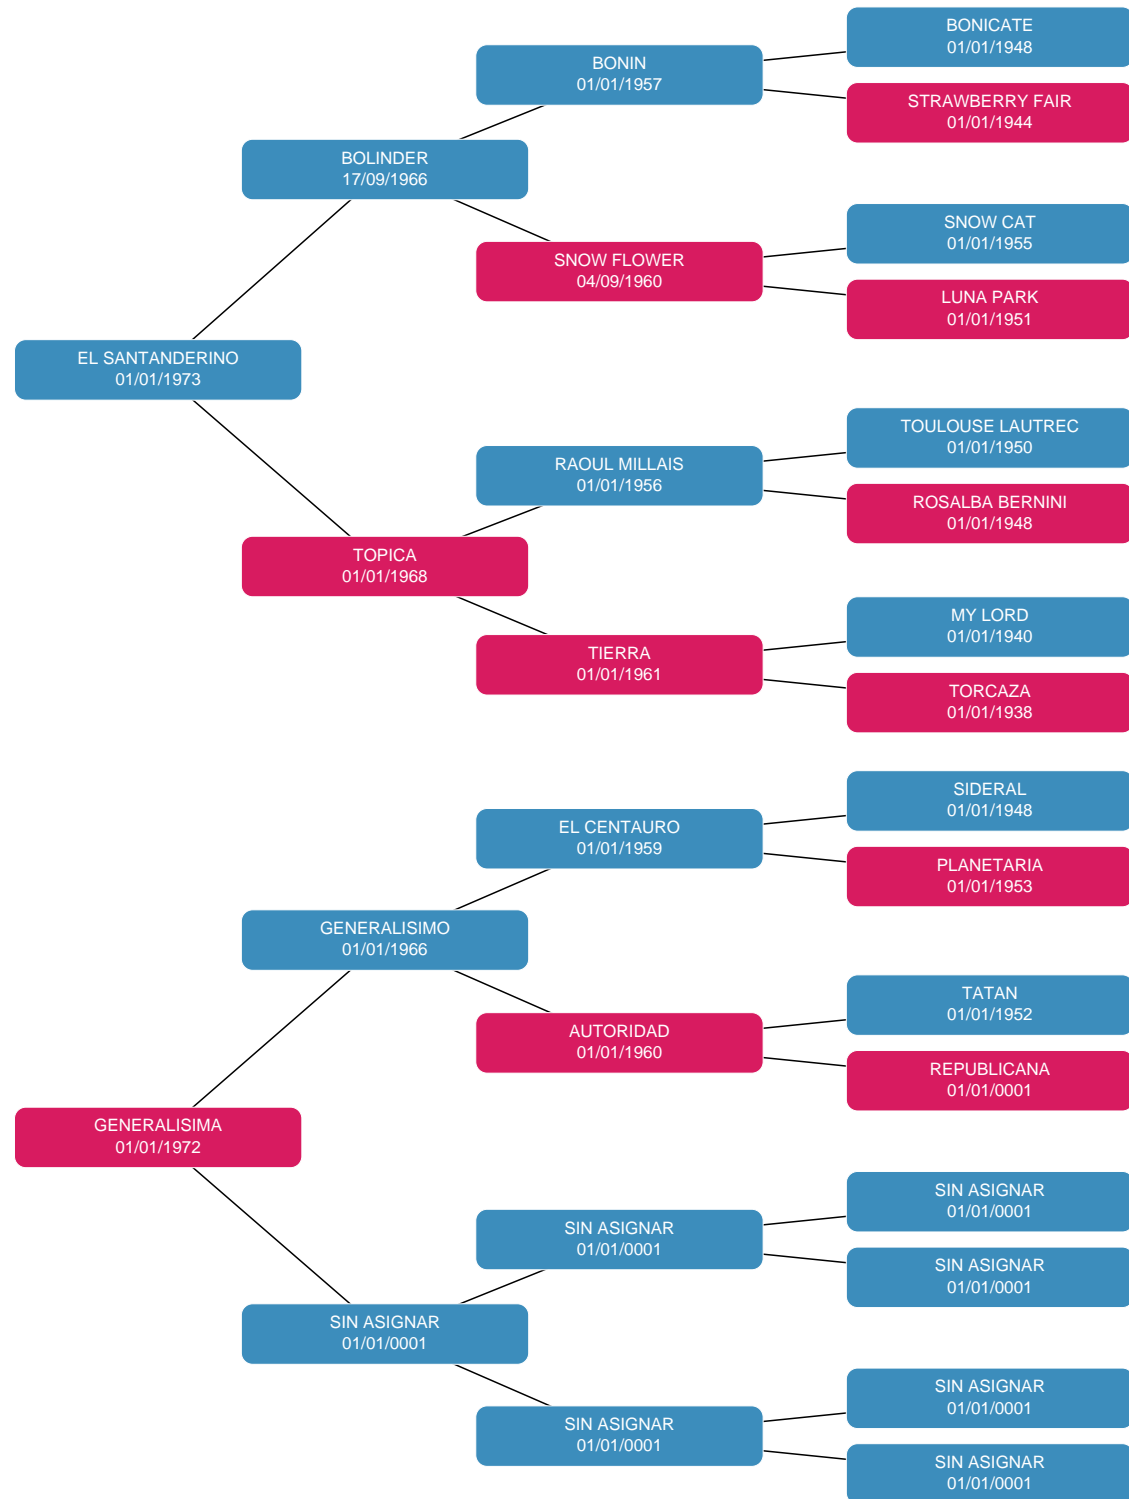 BONICATE
01/01/1948
BONIN
01/01/1957
STRAWBERRY FAIR
01/01/1944
BOLINDER
17/09/1966
SNOW CAT
01/01/1955
SNOW FLOWER
04/09/1960
LUNA PARK
01/01/1951
EL SANTANDERINO
01/01/1973
TOULOUSE LAUTREC
01/01/1950
RAOUL MILLAIS
01/01/1956
ROSALBA BERNINI
01/01/1948
TOPICA
01/01/1968
MY LORD
01/01/1940
TIERRA
01/01/1961
TORCAZA
01/01/1938
SIDERAL
01/01/1948
EL CENTAURO
01/01/1959
PLANETARIA
01/01/1953
GENERALISIMO
01/01/1966
TATAN
01/01/1952
AUTORIDAD
01/01/1960
REPUBLICANA
01/01/0001
GENERALISIMA
01/01/1972
SIN ASIGNAR
01/01/0001
SIN ASIGNAR
01/01/0001
SIN ASIGNAR
01/01/0001
SIN ASIGNAR
01/01/0001
SIN ASIGNAR
01/01/0001
SIN ASIGNAR
01/01/0001
SIN ASIGNAR
01/01/0001